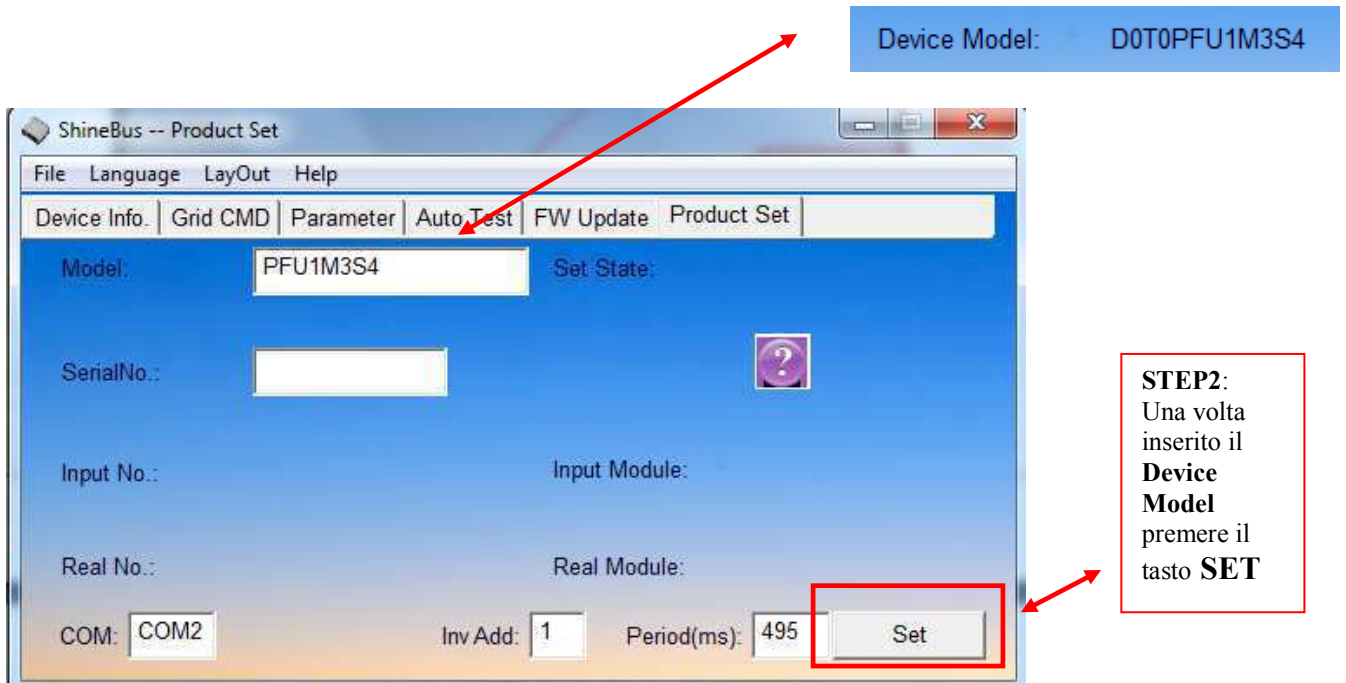 Device Model: D0T0PFU1M3S4
ShineBus -- Product Set
File Language LayOut Help
Device Info. Grid CMD Parameter Auto Test FW Update Product Set
Model: PFU1M3S4 Set State:
SerialNo.: ?
Input No.: Input Module:
Real No.: Real Module:
COM: COM2 Inv Add: 1 Period(ms): 495 Set
STEP2:
Una volta
inserito il
Device
Model
premere il
tasto SET